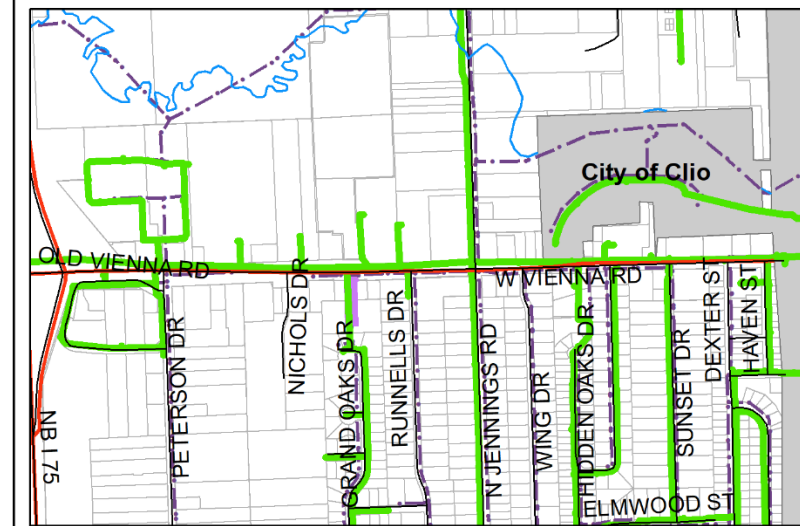 City of Clio
OLD VIENNA RD
W VIENNA RD
NB I 75
PETERSON DR
NICHOLS DR
GRAND OAKS DR
RUNNELLS DR
N JENNINGS RD
WING DR
HIDDEN OAKS DR
SUNSET DR
DEXTER ST
HAVEN ST
ELMWOOD ST